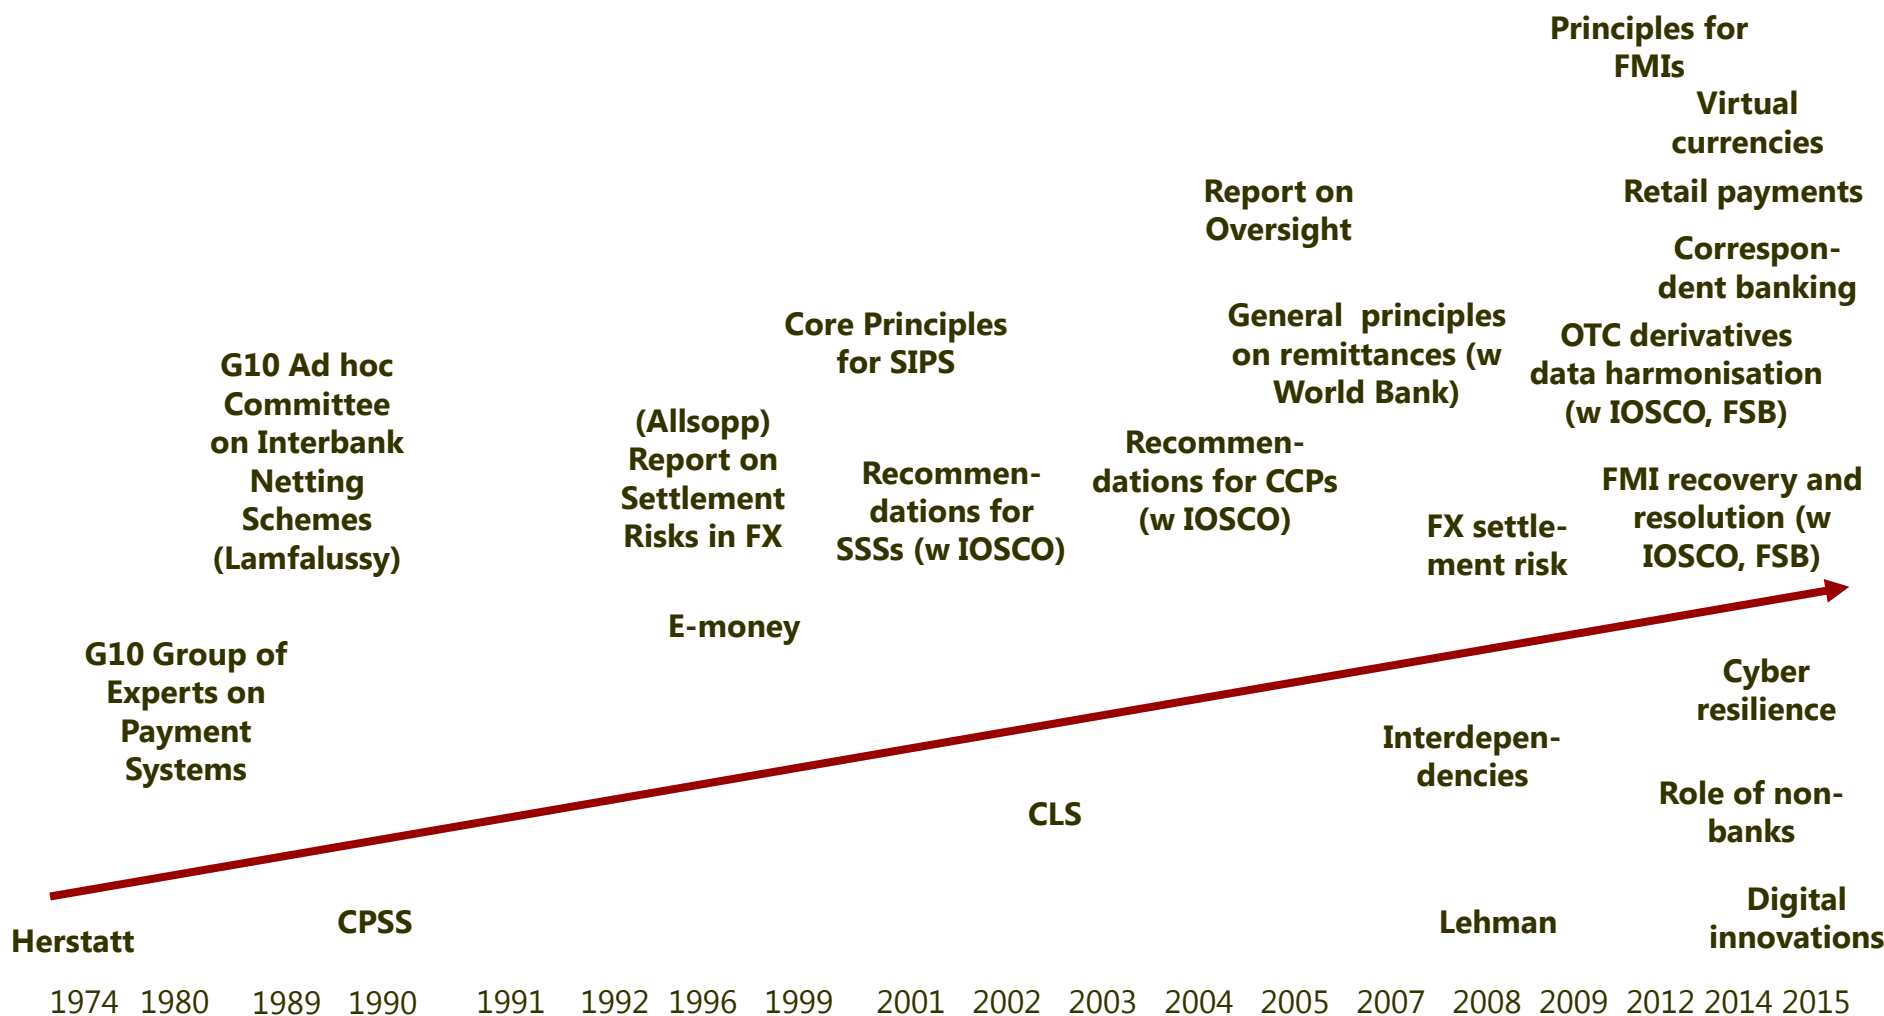 Principles for
FMIs
Virtual
currencies
Report on
Oversight
Retail payments
Correspon-
dent banking
Core Principles
for SIPS
General principles
on remittances (w
World Bank)
OTC derivatives
data harmonisation
(w IOSCO, FSB)
G10 Ad hoc
Committee
on Interbank
Netting
Schemes
(Lamfalussy)
(Allsopp)
Report on
Settlement
Risks in FX
Recommen-
dations for
SSSs (w IOSCO)
Recommen-
dations for CCPs
(w IOSCO)
FX settle-
ment risk
FMI recovery and
resolution (w
IOSCO, FSB)
E-money
G10 Group of
Experts on
Payment
Systems
Cyber
resilience
Interdepen-
dencies
CLS
Role of non-
banks
Herstatt
CPSS
Lehman
Digital
innovations
1974 1980 1989 1990 1991 1992 1996 1999 2001 2002 2003 2004 2005 2007 2008 2009 2012 2014 2015